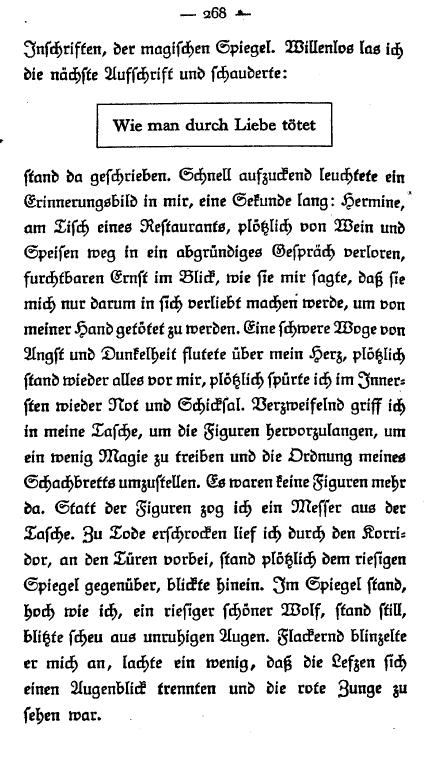 — 268 —
Inschriften, der magischen Spiegel. Willenlos las ich
die nächste Aufschrift und schauderte:
Wie man durch Liebe tötet
stand da geschrieben. Schnell aufzuckend leuchtete ein
Erinnerungsbild in mir, eine Sekunde lang: Hermine,
am Tisch eines Restaurants, plötzlich von Wein und
Speisen weg in ein abgründiges Gespräch verloren,
furchtbaren Ernst im Blick, wie sie mir sagte, daß sie
mich nur darum in sich verliebt machen werde, um von
meiner Hand getötet zu werden. Eine schwere Woge von
Angst und Dunkelheit flutete über mein Herz, plötzlich
stand wieder alles vor mir, plötzlich spürte ich im Inner-
sten wieder Not und Schicksal. Verzweifelnd griff ich
in meine Tasche, um die Figuren hervorzulangen, um
ein wenig Magie zu treiben und die Ordnung meines
Schachbretts umzustellen. Es waren keine Figuren mehr
da. Statt der Figuren zog ich ein Messer aus der
Tasche. Zu Tode erschrocken lief ich durch den Korri-
dor, an den Türen vorbei, stand plötzlich dem riesigen
Spiegel gegenüber, blickte hinein. Im Spiegel stand,
hoch wie ich, ein riesiger schöner Wolf, stand still,
blitzte scheu aus unruhigen Augen. Flackernd blinzelte
er mich an, lachte ein wenig, daß die Lefzen sich
einen Augenblick trennten und die rote Zunge zu
sehen war.